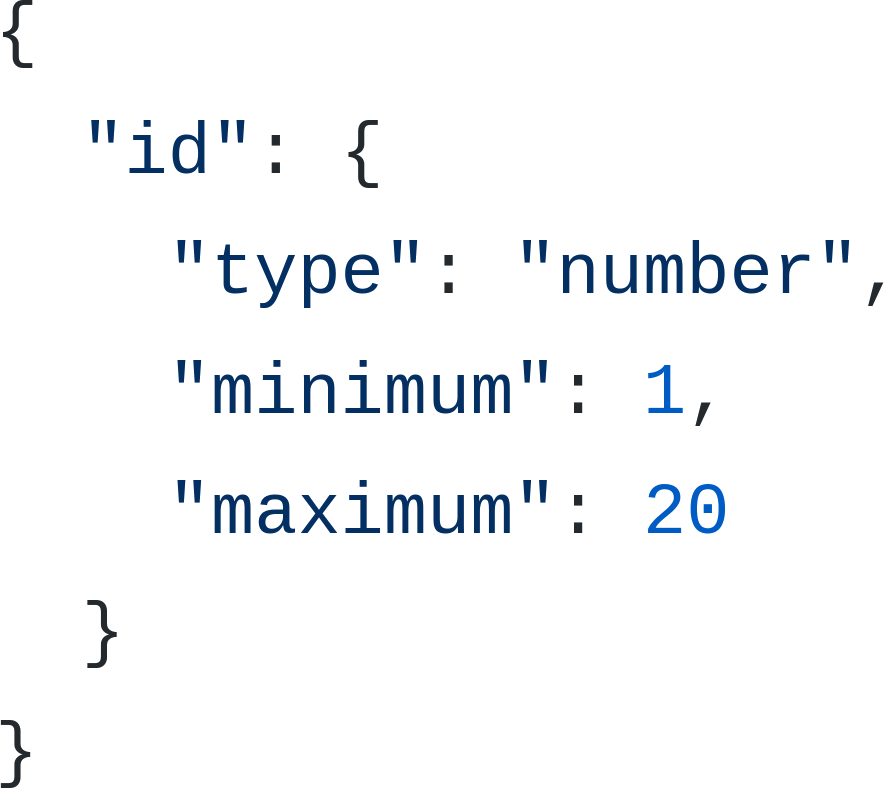 {
  "id": {
    "type": "number",
    "minimum": 1,
    "maximum": 20
  }
}